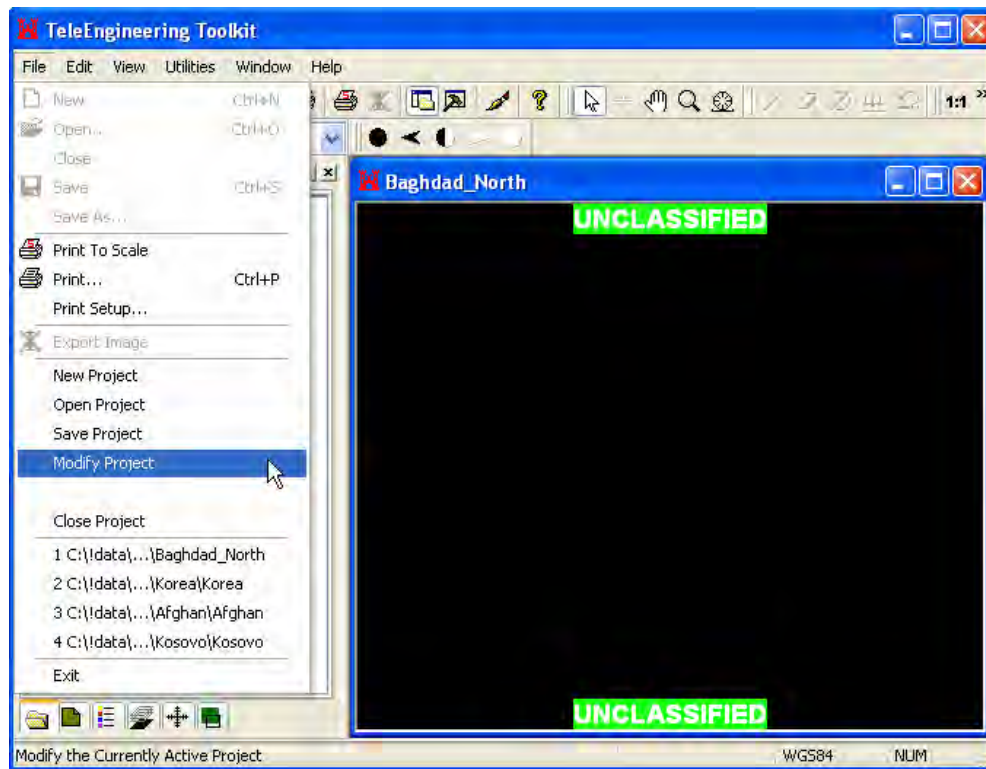 TeleEngineering Toolkit
File Edit View Utilities Window Help
1:1 »
New Ctrl+N
Open... Ctrl+O
Close
Save Ctrl+S
Save As...
Print To Scale
Print... Ctrl+P
Print Setup...
Export Image
New Project
Open Project
Save Project
Modify Project
Close Project
1 C:\!data\...\Baghdad_North
2 C:\!data\...\Korea\Korea
3 C:\!data\...\Afghan\Afghan
4 C:\!data\...\Kosovo\Kosovo
Exit
Baghdad_North
UNCLASSIFIED
UNCLASSIFIED
Modify the Currently Active Project WGS84 NUM